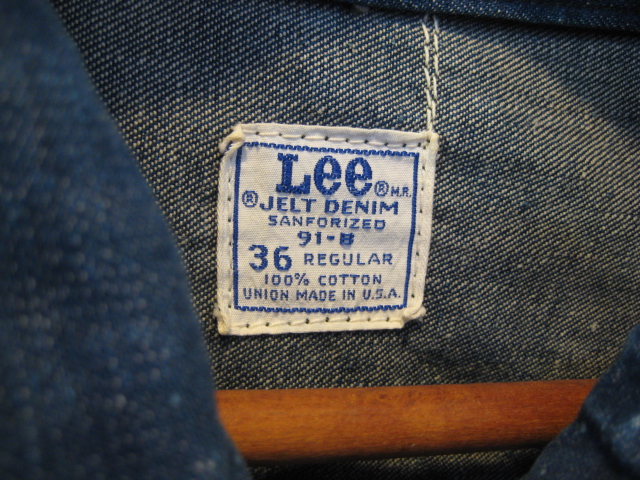 Lee® M.R.
®JELT DENIM
SANFORIZED
91-B
36 REGULAR
100% COTTON
UNION MADE IN U.S.A.